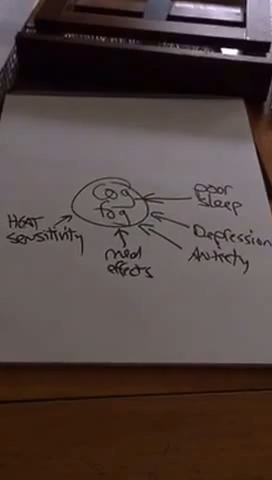 Cog
fog
poor
sleep
Depression
Anxiety
HEAT
sensitivity
med
effects